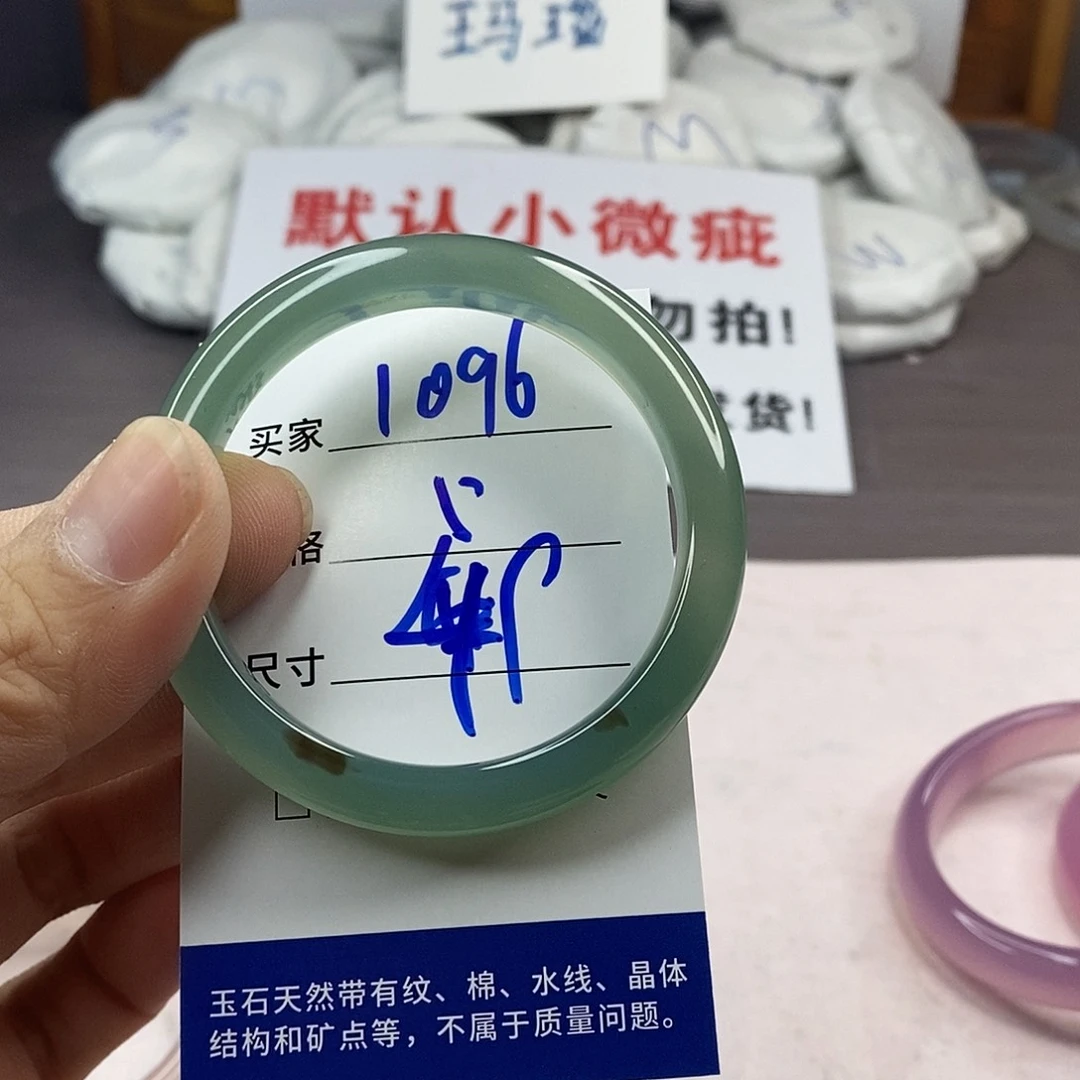 玛瑙
默认小微疵
勿拍!
发货!
买家 1096
格
尺寸
玉石天然带有纹、棉、水线、晶体
结构和矿点等，不属于质量问题。